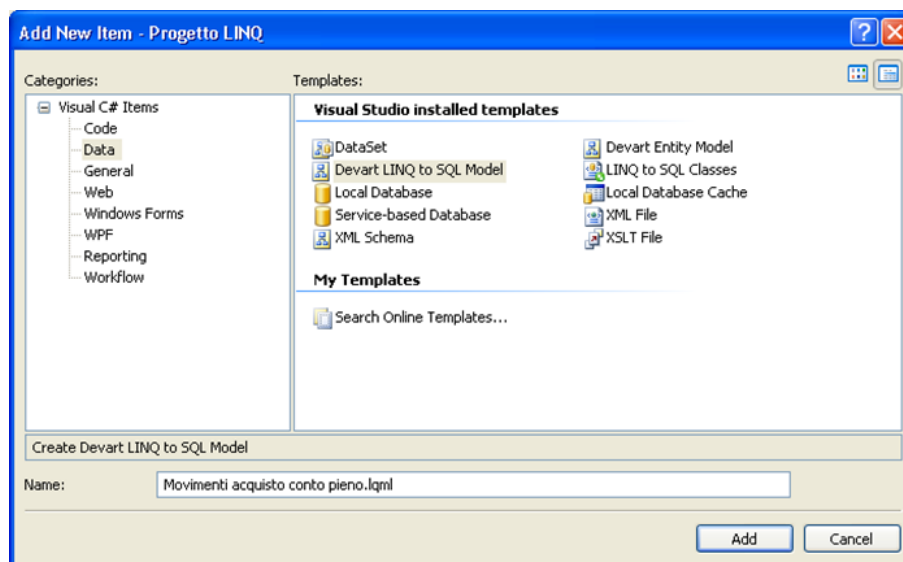 Add New Item - Progetto LINQ
Categories:
Templates:
Visual C# Items
Code
Data
General
Web
Windows Forms
WPF
Reporting
Workflow
Visual Studio installed templates
DataSet
Devart LINQ to SQL Model
Local Database
Service-based Database
XML Schema
Devart Entity Model
LINQ to SQL Classes
Local Database Cache
XML File
XSLT File
My Templates
Search Online Templates...
Create Devart LINQ to SQL Model
Name: Movimenti acquisto conto pieno.lqml
Add Cancel